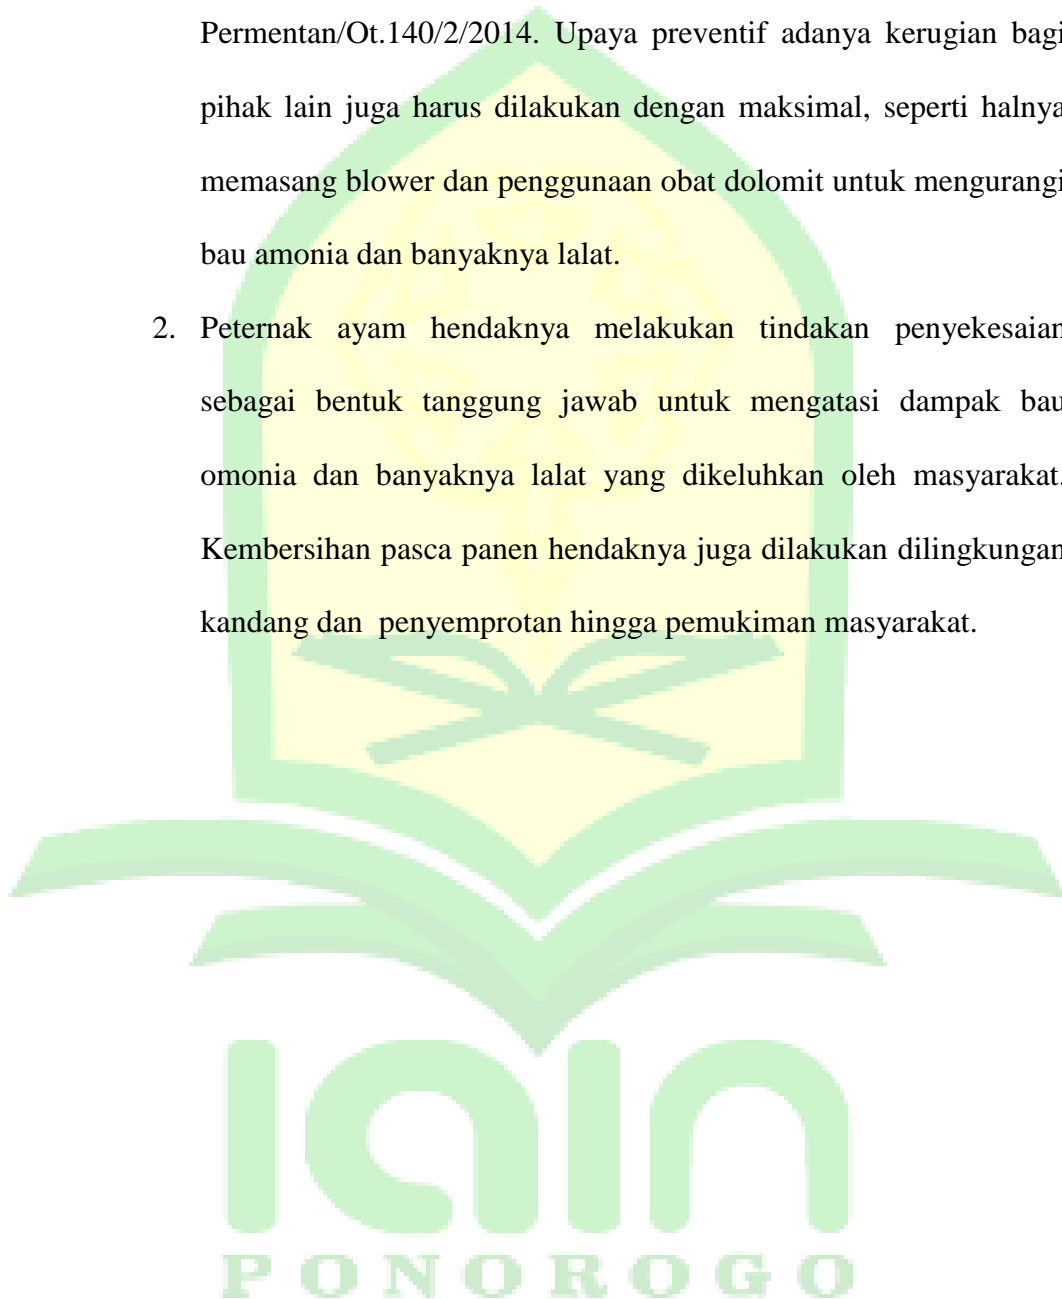 Permentan/Ot.140/2/2014. Upaya preventif adanya kerugian bagi
pihak lain juga harus dilakukan dengan maksimal, seperti halnya
memasang blower dan penggunaan obat dolomit untuk mengurangi
bau amonia dan banyaknya lalat.
2. Peternak ayam hendaknya melakukan tindakan penyekesaian
sebagai bentuk tanggung jawab untuk mengatasi dampak bau
omonia dan banyaknya lalat yang dikeluhkan oleh masyarakat.
Kembersihan pasca panen hendaknya juga dilakukan dilingkungan
kandang dan  penyemprotan hingga pemukiman masyarakat.
iain
PONOROGO